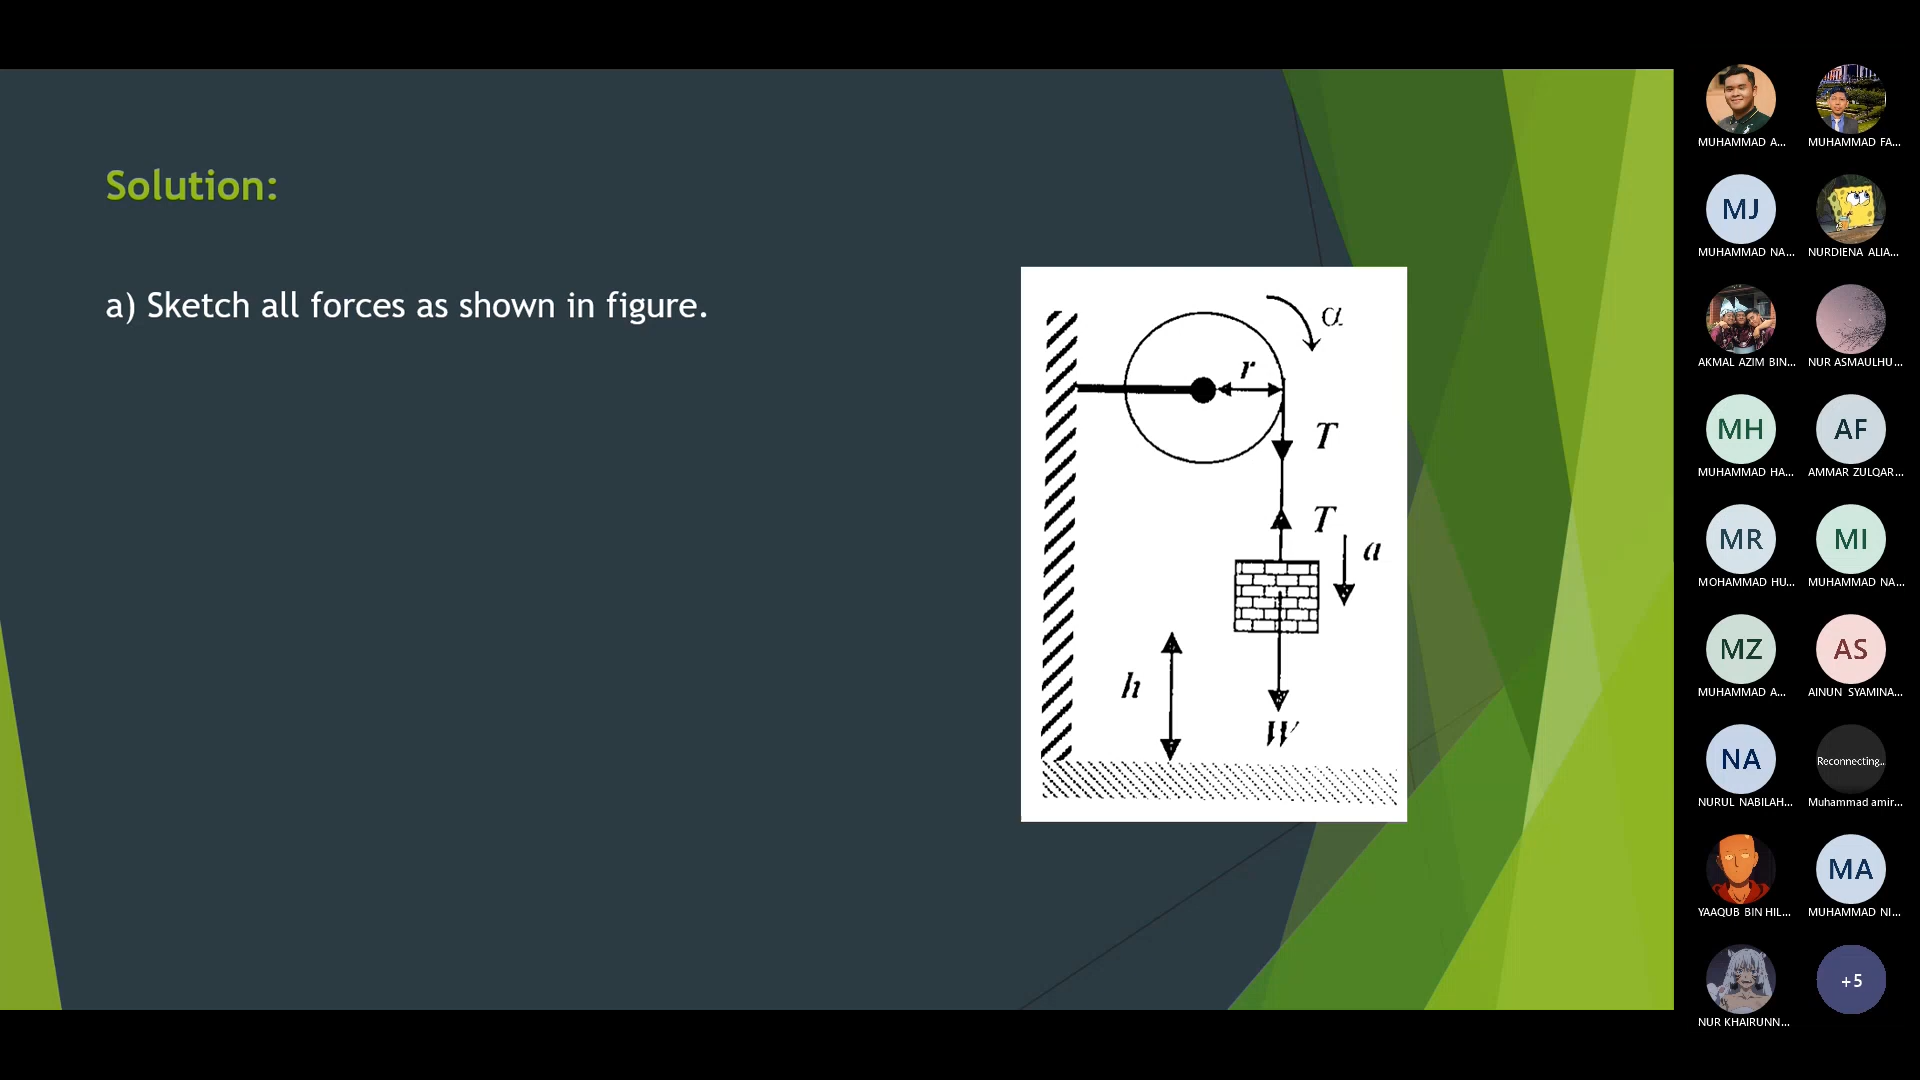 Solution:
a) Sketch all forces as shown in figure.
α
r
T
T
a
h
W
MUHAMMAD A...
MUHAMMAD FA...
MJ
MUHAMMAD NA...
NURDIENA ALIA...
AKMAL AZIM BIN...
NUR ASMAULHU...
MH
AF
MUHAMMAD HA...
AMMAR ZULQAR...
MR
MI
MOHAMMAD HU...
MUHAMMAD NA...
MZ
AS
MUHAMMAD A...
AINUN SYAMINA...
NA
Reconnecting...
NURUL NABILAH...
Muhammad amir...
MA
YAAQUB BIN HIL...
MUHAMMAD NI...
+5
NUR KHAIRUNN...